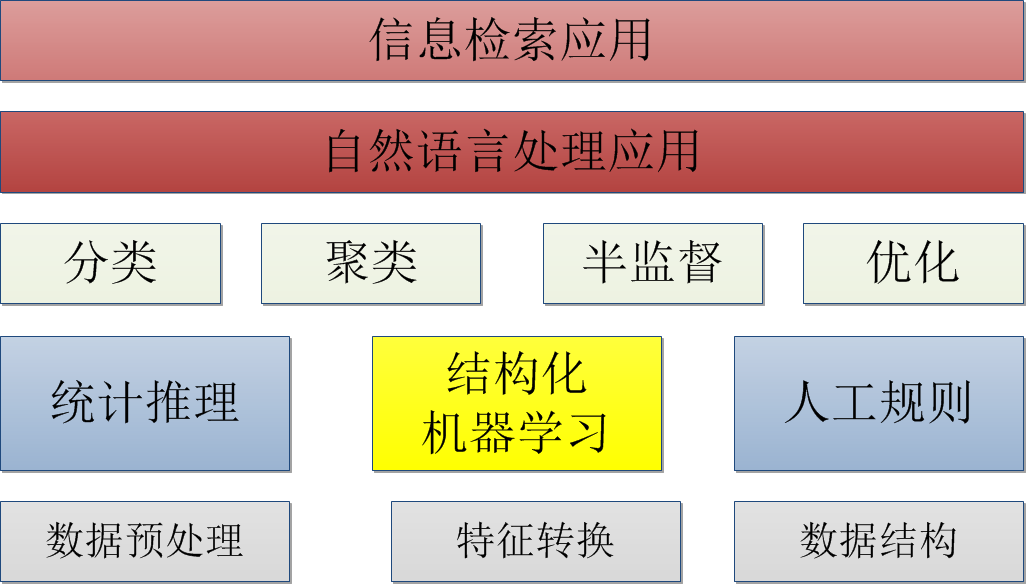 信息检索应用
自然语言处理应用
分类
聚类
半监督
优化
统计推理
结构化
机器学习
人工规则
数据预处理
特征转换
数据结构